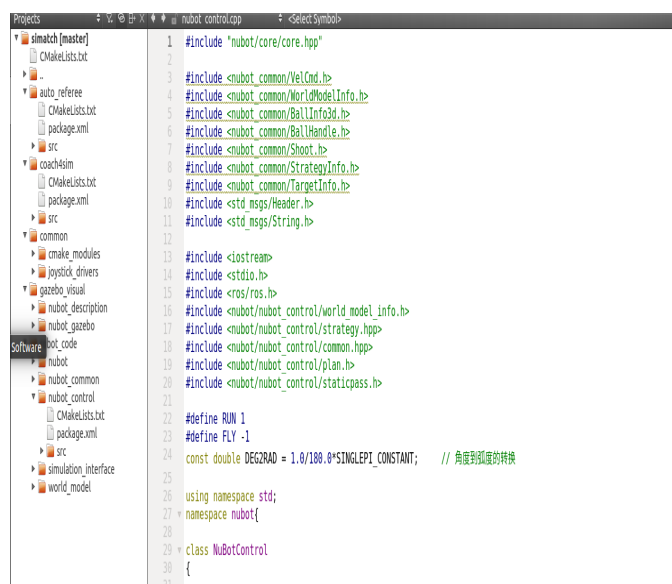 Projects
nubot_control.cpp
<Select Symbol>
simatch [master]
CMakeLists.txt
..
auto_referee
CMakeLists.txt
package.xml
src
coach4sim
CMakeLists.txt
package.xml
src
common
cmake_modules
joystick_drivers
gazebo_visual
nubot_description
nubot_gazebo
Software
bot_code
nubot
nubot_common
nubot_control
CMakeLists.txt
package.xml
src
simulation_interface
world_model
1 #include "nubot/core/core.hpp"
2
3 #include <nubot_common/VelCmd.h>
4 #include <nubot_common/WorldModelInfo.h>
5 #include <nubot_common/BallInfo3d.h>
6 #include <nubot_common/BallHandle.h>
7 #include <nubot_common/Shoot.h>
8 #include <nubot_common/StrategyInfo.h>
9 #include <nubot_common/TargetInfo.h>
10 #include <std_msgs/Header.h>
11 #include <std_msgs/String.h>
12
13 #include <iostream>
14 #include <stdio.h>
15 #include <ros/ros.h>
16 #include <nubot/nubot_control/world_model_info.h>
17 #include <nubot/nubot_control/strategy.hpp>
18 #include <nubot/nubot_control/common.hpp>
19 #include <nubot/nubot_control/plan.h>
20 #include <nubot/nubot_control/staticpass.h>
21
22 #define RUN 1
23 #define FLY -1
24 const double DEG2RAD = 1.0/180.0*SINGLEPI_CONSTANT; // 角度到弧度的转换
25
26 using namespace std;
27 namespace nubot{
28
29 class NuBotControl
30 {